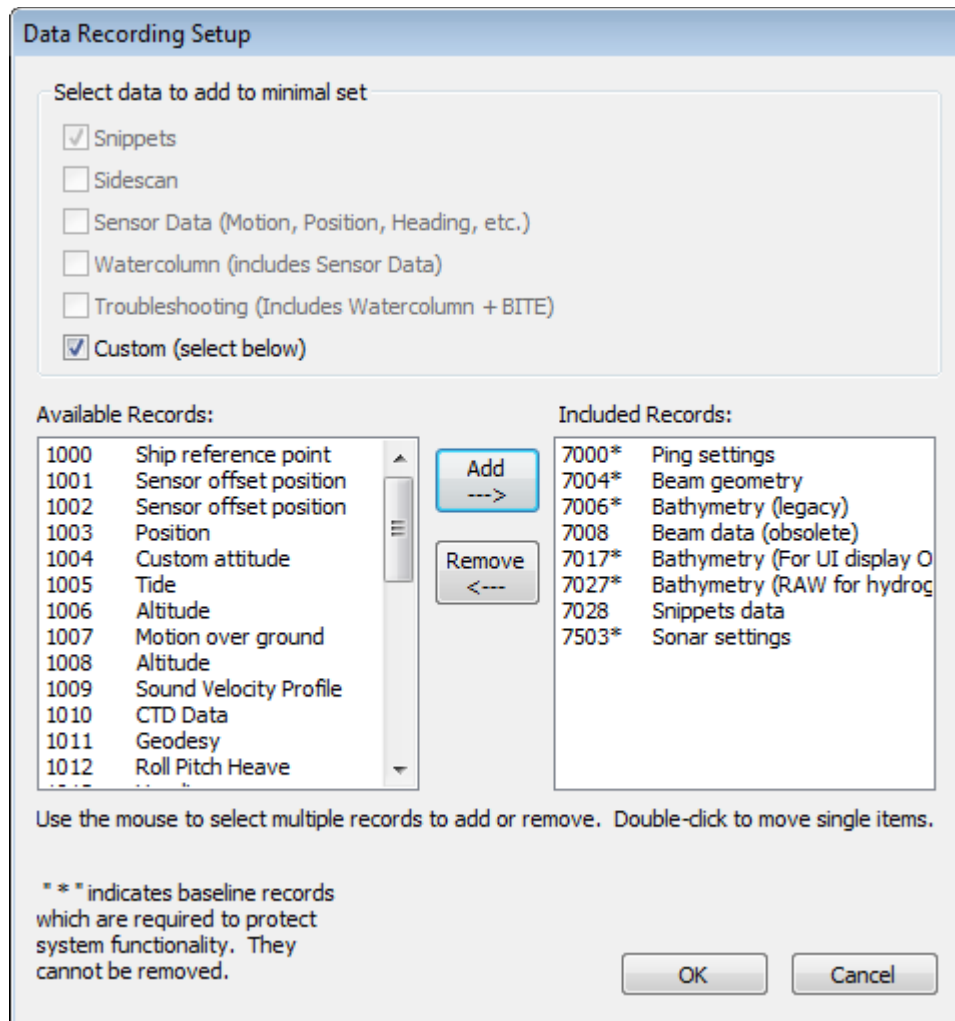 Data Recording Setup
Select data to add to minimal set
Snippets
Sidescan
Sensor Data (Motion, Position, Heading, etc.)
Watercolumn (includes Sensor Data)
Troubleshooting (Includes Watercolumn + BITE)
Custom (select below)
Available Records:
1000 Ship reference point
1001 Sensor offset position
1002 Sensor offset position
1003 Position
1004 Custom attitude
1005 Tide
1006 Altitude
1007 Motion over ground
1008 Altitude
1009 Sound Velocity Profile
1010 CTD Data
1011 Geodesy
1012 Roll Pitch Heave
Add
--->
Remove
<---
Included Records:
7000* Ping settings
7004* Beam geometry
7006* Bathymetry (legacy)
7008 Beam data (obsolete)
7017* Bathymetry (For UI display O
7027* Bathymetry (RAW for hydrog
7028 Snippets data
7503* Sonar settings
Use the mouse to select multiple records to add or remove. Double-click to move single items.
" * " indicates baseline records
which are required to protect
system functionality. They
cannot be removed.
OK
Cancel